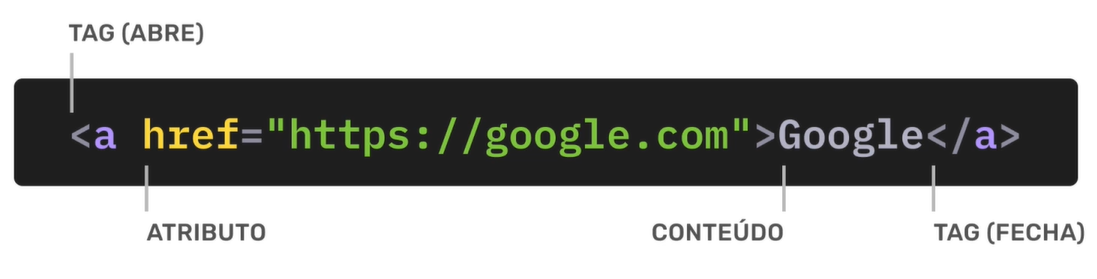 TAG (ABRE)
<a href="https://google.com">Google</a>
ATRIBUTO
CONTEÚDO
TAG (FECHA)